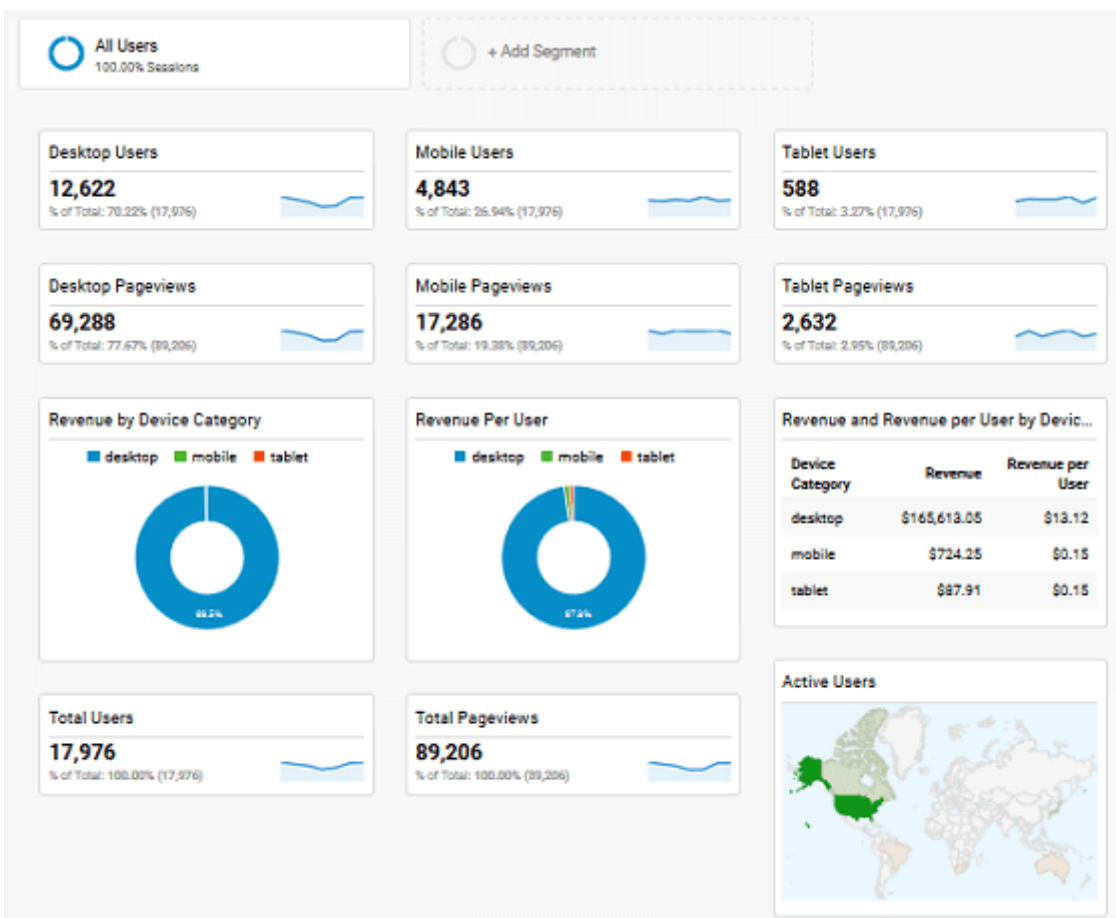 All Users
100.00% Sessions
+ Add Segment
Desktop Users
12,622
% of Total: 70.22% (17,976)
Mobile Users
4,843
% of Total: 26.94% (17,976)
Tablet Users
588
% of Total: 3.27% (17,976)
Desktop Pageviews
69,288
% of Total: 77.67% (89,206)
Mobile Pageviews
17,286
% of Total: 19.38% (89,206)
Tablet Pageviews
2,632
% of Total: 2.95% (89,206)
Revenue by Device Category
desktop mobile tablet
Revenue Per User
desktop mobile tablet
Revenue and Revenue per User by Devic...
Device Category Revenue Revenue per User
desktop $165,613.05 $13.12
mobile $724.25 $0.15
tablet $87.91 $0.15
Total Users
17,976
% of Total: 100.00% (17,976)
Total Pageviews
89,206
% of Total: 100.00% (89,206)
Active Users